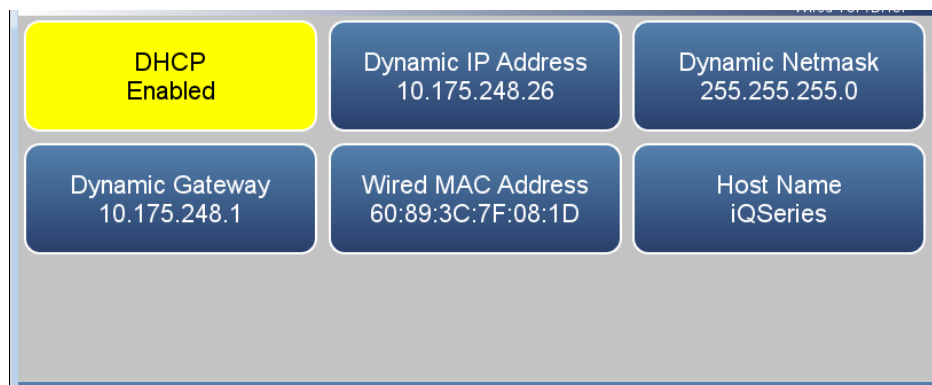 DHCP
Enabled
Dynamic IP Address
10.175.248.26
Dynamic Netmask
255.255.255.0
Dynamic Gateway
10.175.248.1
Wired MAC Address
60:89:3C:7F:08:1D
Host Name
iQSeries